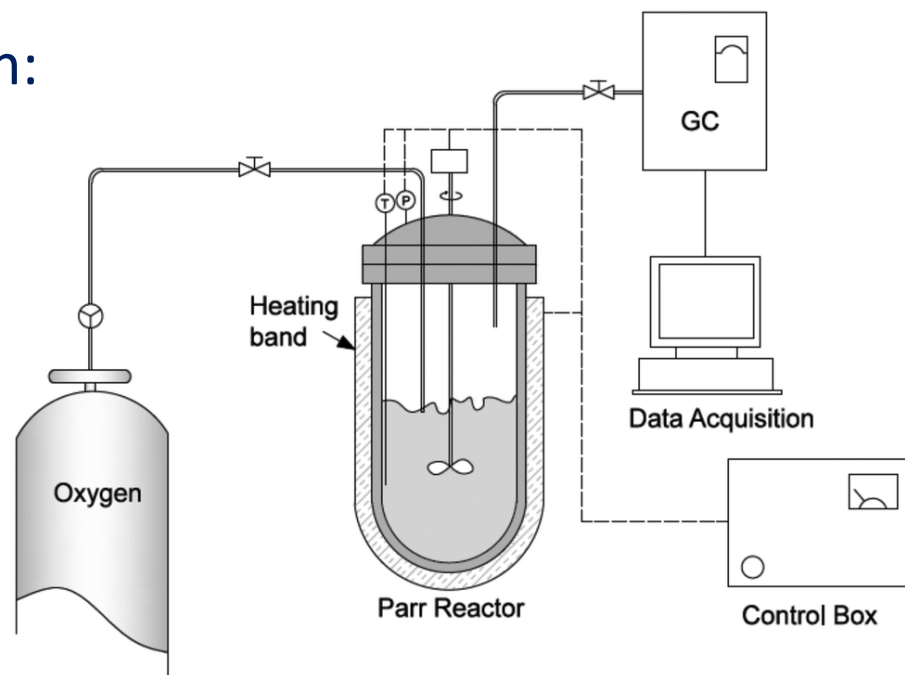 n:
GC
T
P
Heating
band
Data Acquisition
Oxygen
Parr Reactor
Control Box